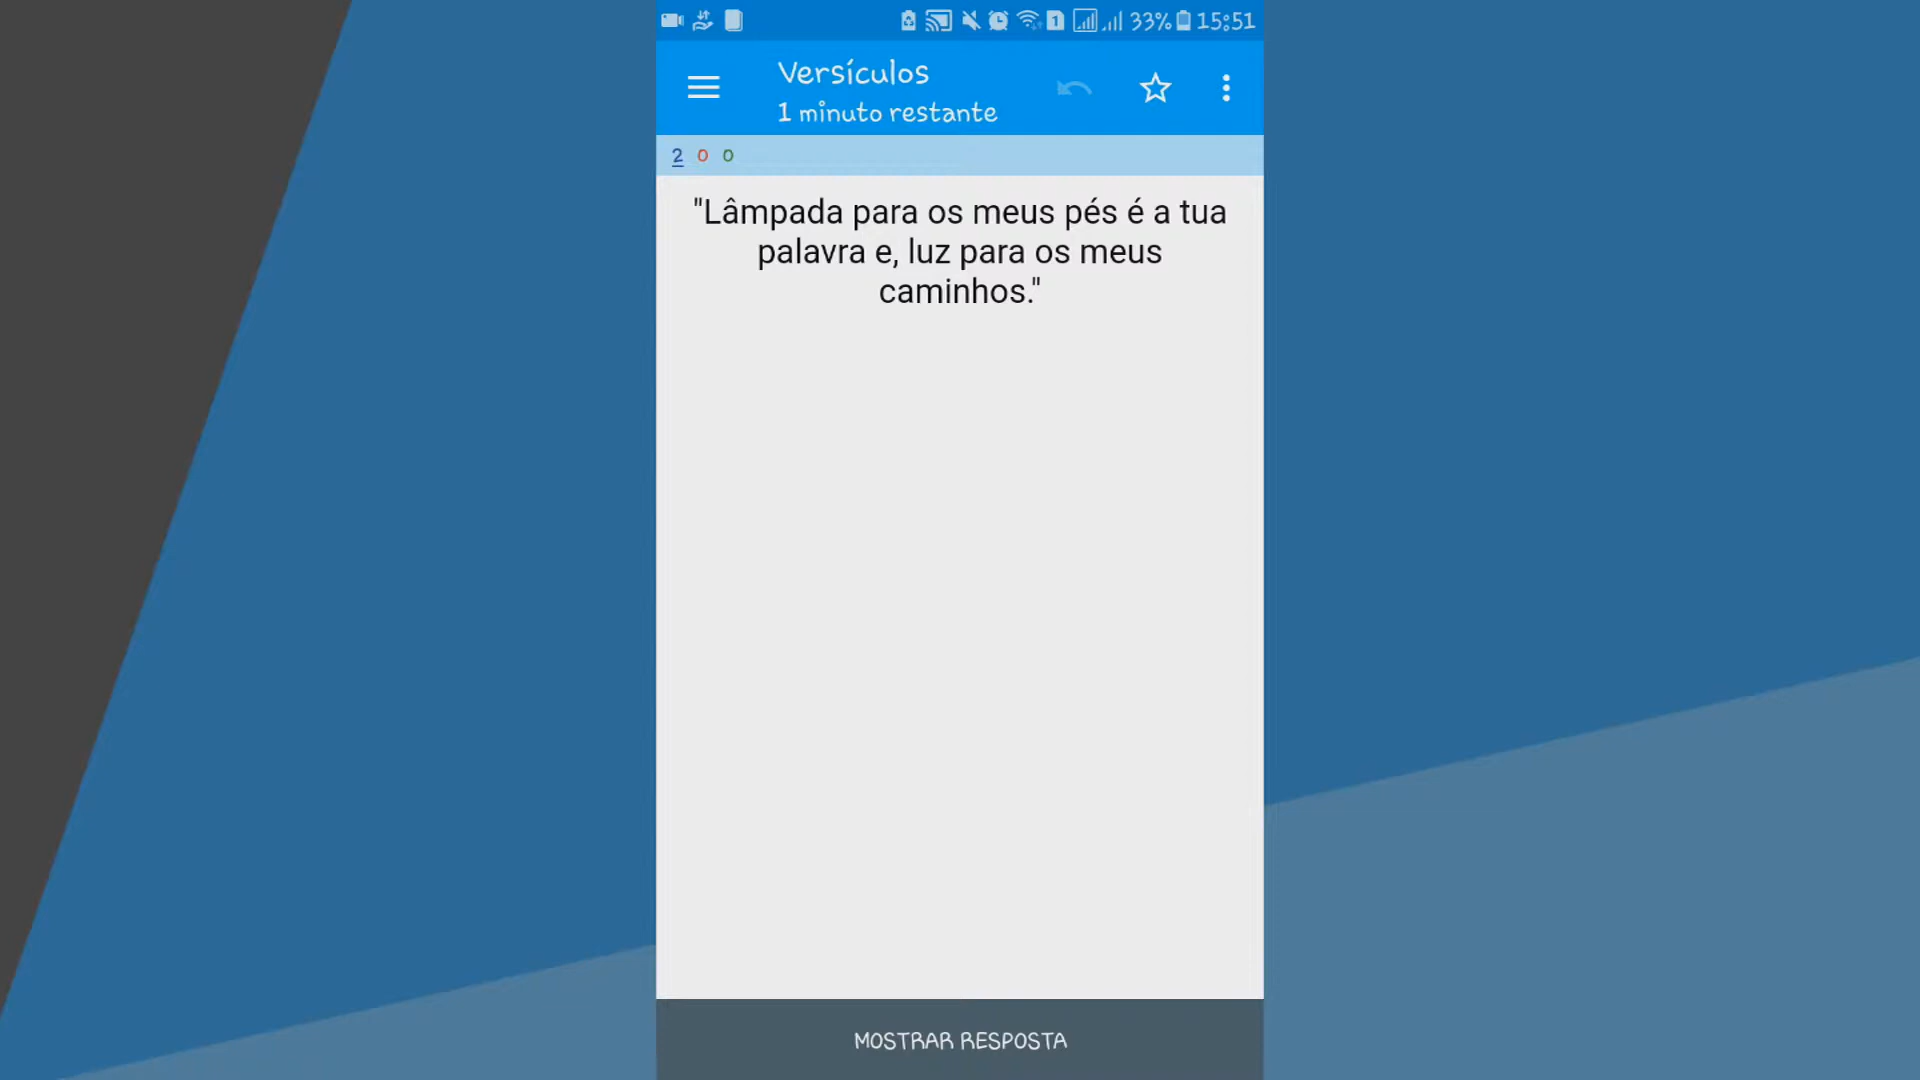 33% 15:51
Versículos
1 minuto restante
2 0 0
"Lâmpada para os meus pés é a tua
palavra e, luz para os meus
caminhos."
MOSTRAR RESPOSTA